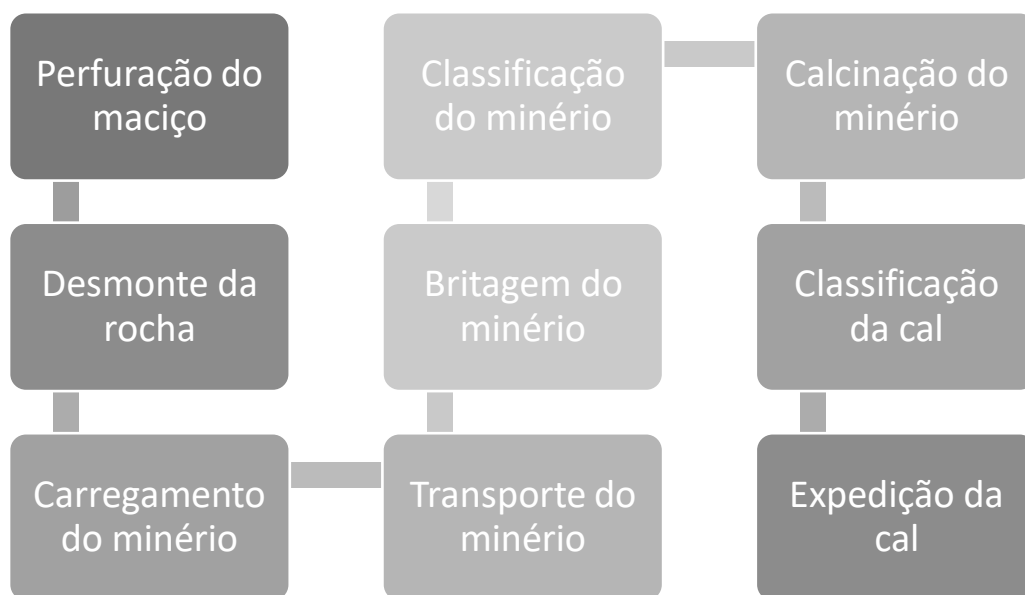 Perfuração do
maciço
Desmonte da
rocha
Carregamento
do minério
Transporte do
minério
Britagem do
minério
Classificação
do minério
Calcinação do
minério
Classificação
da cal
Expedição da
cal